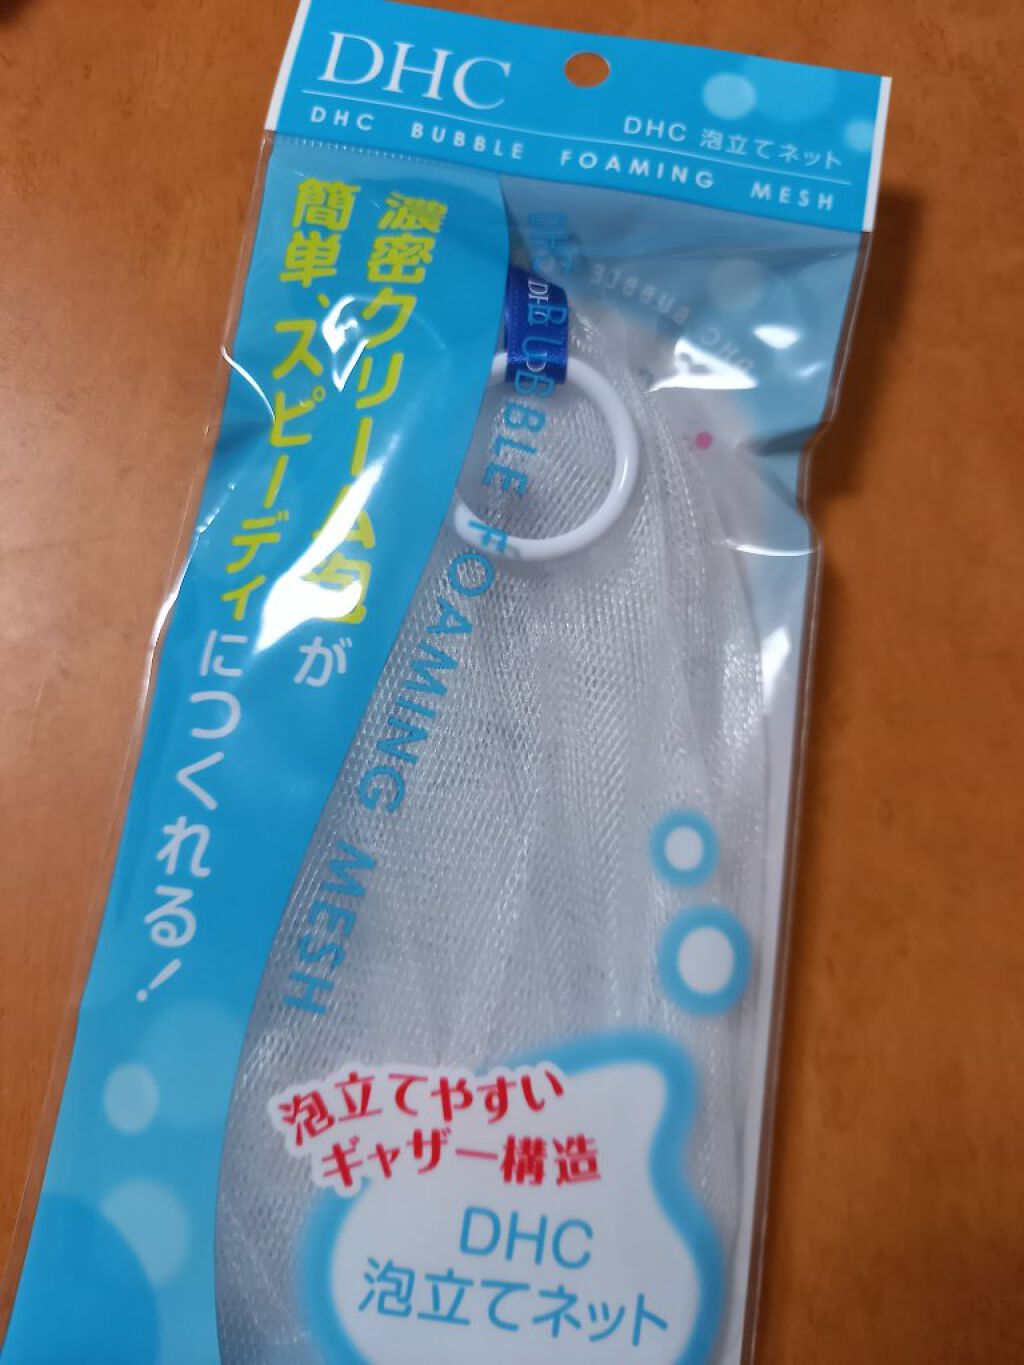 DHC
DHC 泡立てネット
DHC BUBBLE FOAMING MESH
濃密クリーム泡が
簡単、スピーディにつくれる!
DHC BUBBLE FOAMING MESH
DHC
泡立てやすい
ギャザー構造
DHC
泡立てネット